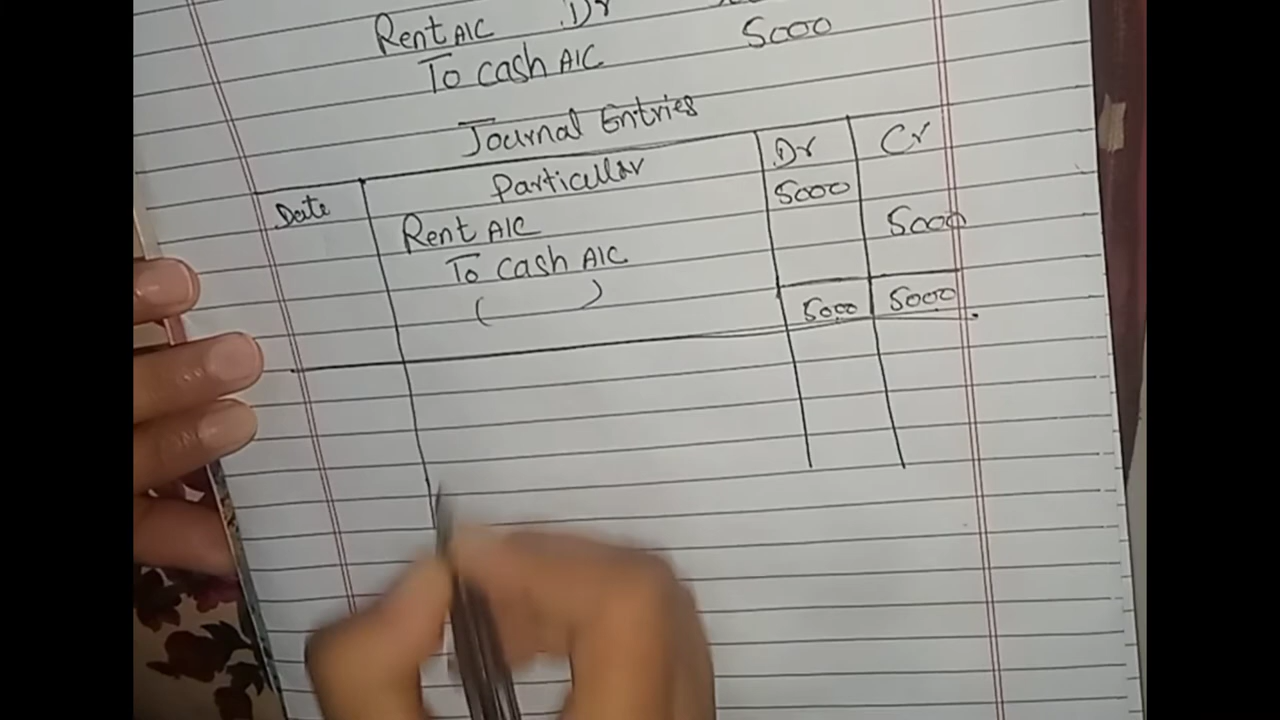 Rent A/C .Dr
To cash A/C 5000
Journal Entries
Date Particular Dr Cr
Rent A/C 5000
To cash A/C 5000
( )
5000 5000